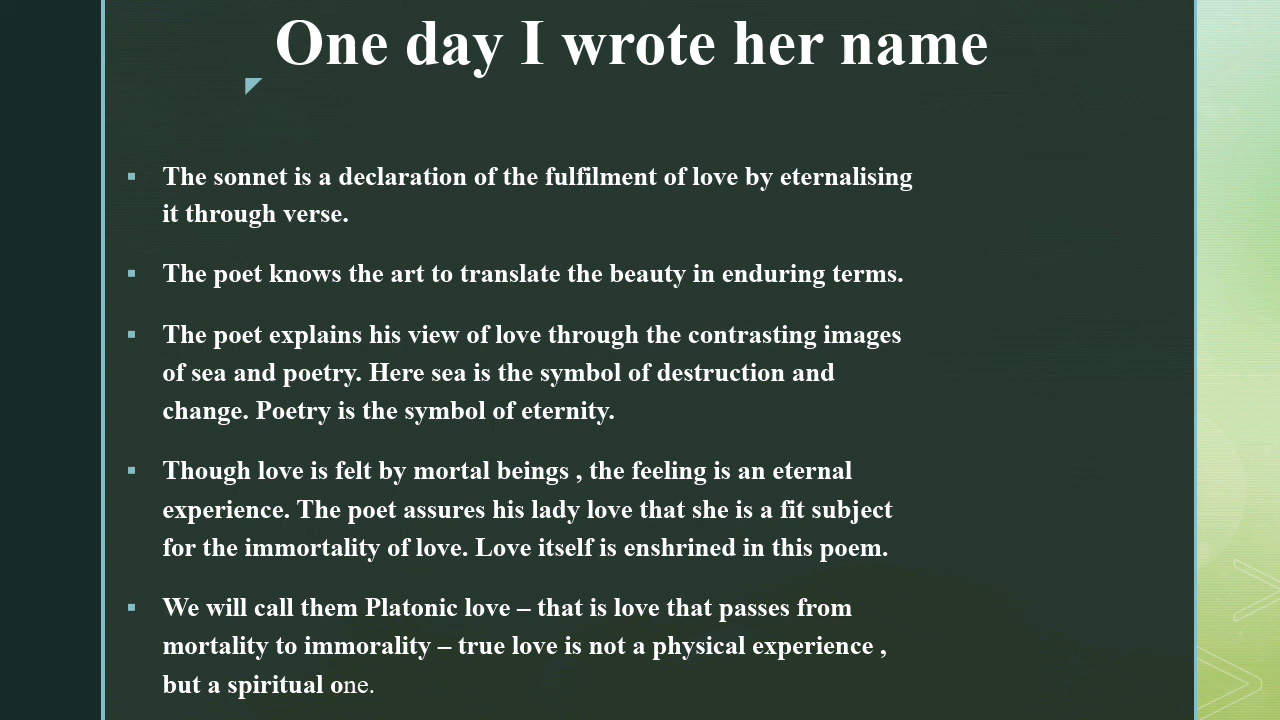 One day I wrote her name
The sonnet is a declaration of the fulfilment of love by eternalising
it through verse.
The poet knows the art to translate the beauty in enduring terms.
The poet explains his view of love through the contrasting images
of sea and poetry. Here sea is the symbol of destruction and
change. Poetry is the symbol of eternity.
Though love is felt by mortal beings , the feeling is an eternal
experience. The poet assures his lady love that she is a fit subject
for the immortality of love. Love itself is enshrined in this poem.
We will call them Platonic love – that is love that passes from
mortality to immorality – true love is not a physical experience ,
but a spiritual one.